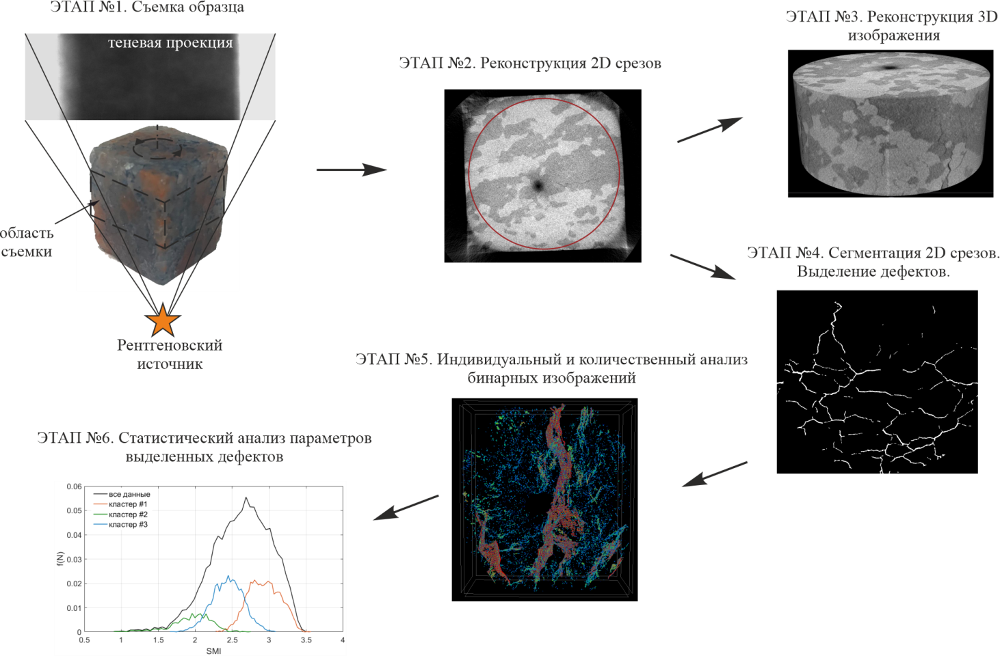 ЭТАП №1. Съемка образца
теневая проекция
область
съемки
Рентгеновский
источник
ЭТАП №2. Реконструкция 2D срезов
ЭТАП №3. Реконструкция 3D
изображения
ЭТАП №4. Сегментация 2D срезов.
Выделение дефектов.
ЭТАП №5. Индивидуальный и количественный анализ
бинарных изображений
ЭТАП №6. Статистический анализ параметров
выделенных дефектов
0.06
0.05
0.04
0.03
0.02
0.01
0
f(N)
все данные
кластер #1
кластер #2
кластер #3
0.5 1 1.5 2 2.5 3 3.5 4
SMI